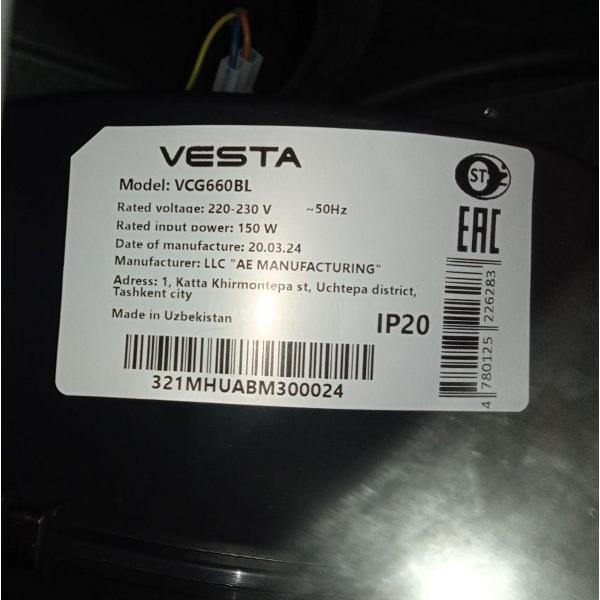 VESTA
Model: VCG660BL
Rated voltage: 220-230 V ~50Hz
Rated input power: 150 W
Date of manufacture: 20.03.24
Manufacturer: LLC "AE MANUFACTURING"
Adress: 1, Katta Khirmontepa st, Uchtepa district,
Tashkent city
Made in Uzbekistan
IP20
321MHUABM300024
ST
EAC
4 780125 226283